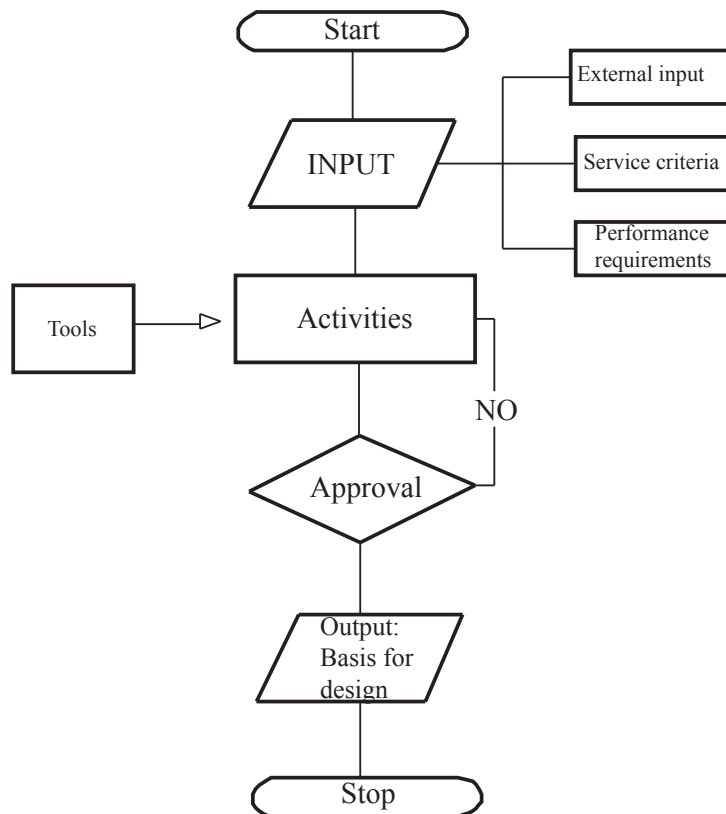 Start
External input
INPUT
Service criteria
Performance
requirements
Activities
Tools
NO
Approval
Output:
Basis for
design
Stop